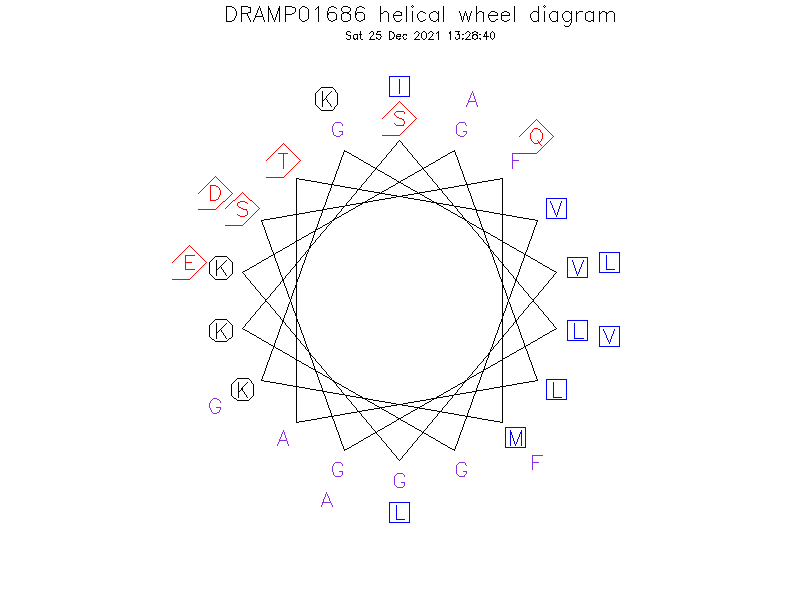 DRAMP01686 helical wheel diagram
Sat 25 Dec 2021 13:28:40
I
K A
S
G G
Q
T F
D S V
E K V L
K L V
K L
G
A M
F
G G
G
A
L